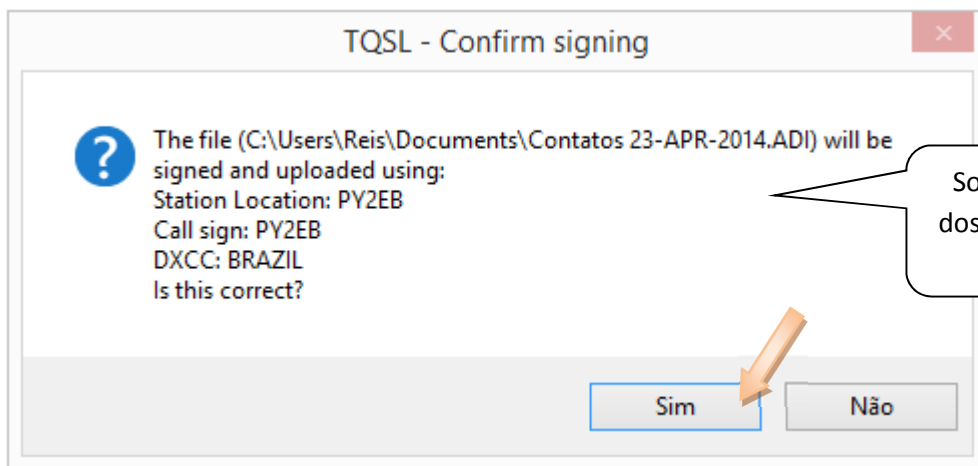 TQSL - Confirm signing
The file (C:\Users\Reis\Documents\Contatos 23-APR-2014.ADI) will be
signed and uploaded using:
Station Location: PY2EB
Call sign: PY2EB
DXCC: BRAZIL
Is this correct?
dos
Sim
Não